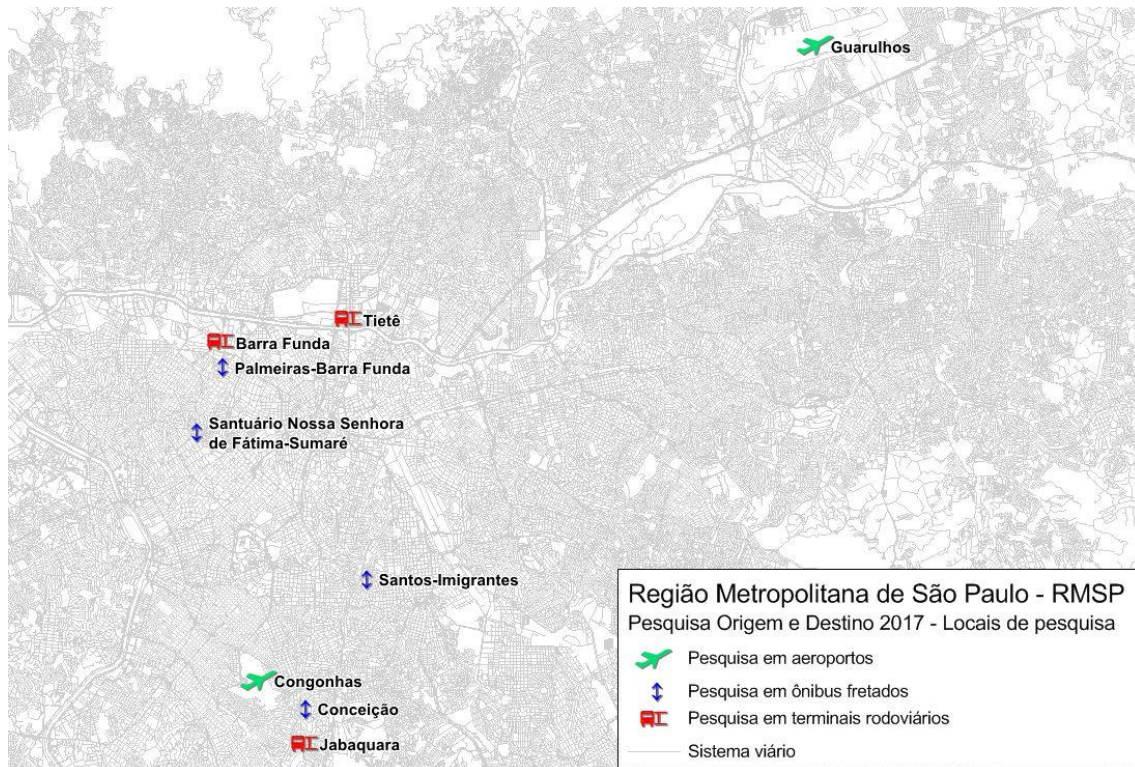 Guarulhos
Tietê
Barra Funda
Palmeiras-Barra Funda
Santuário Nossa Senhora
de Fátima-Sumaré
Santos-Imigrantes
Congonhas
Conceição
Jabaquara
Região Metropolitana de São Paulo - RMSP
Pesquisa Origem e Destino 2017 - Locais de pesquisa
Pesquisa em aeroportos
Pesquisa em ônibus fretados
Pesquisa em terminais rodoviários
Sistema viário